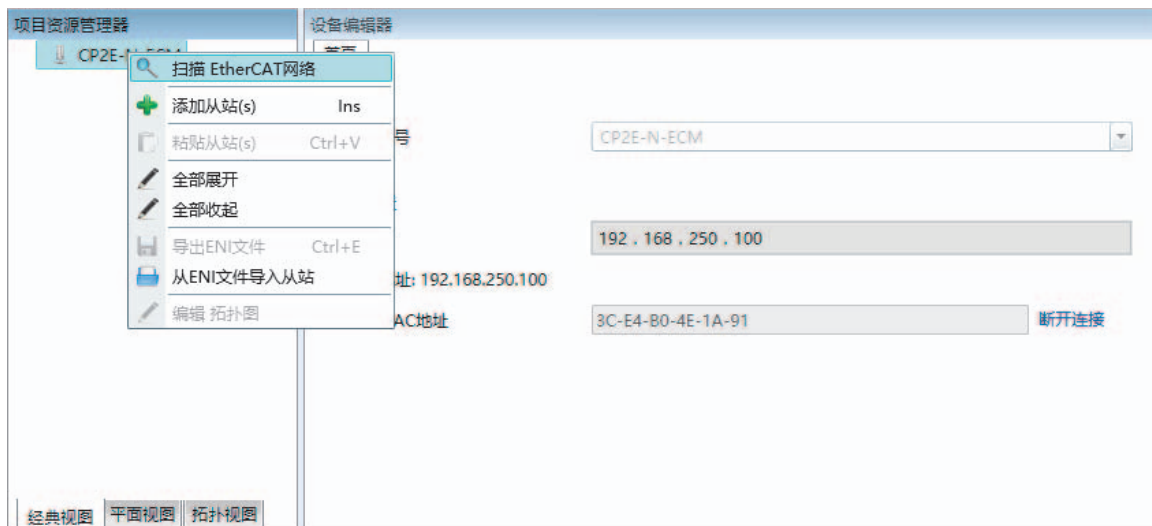 项目资源管理器
设备编辑器
CP2E-N-ECM
首页
扫描 EtherCAT网络
添加从站(s) Ins
粘贴从站(s) Ctrl+V
号
CP2E-N-ECM
全部展开
全部收起
192 . 168 . 250 . 100
导出ENI文件 Ctrl+E
从ENI文件导入从站
址: 192.168.250.100
编辑 拓扑图
AC地址
3C-E4-B0-4E-1A-91
断开连接
经典视图 平面视图 拓扑视图